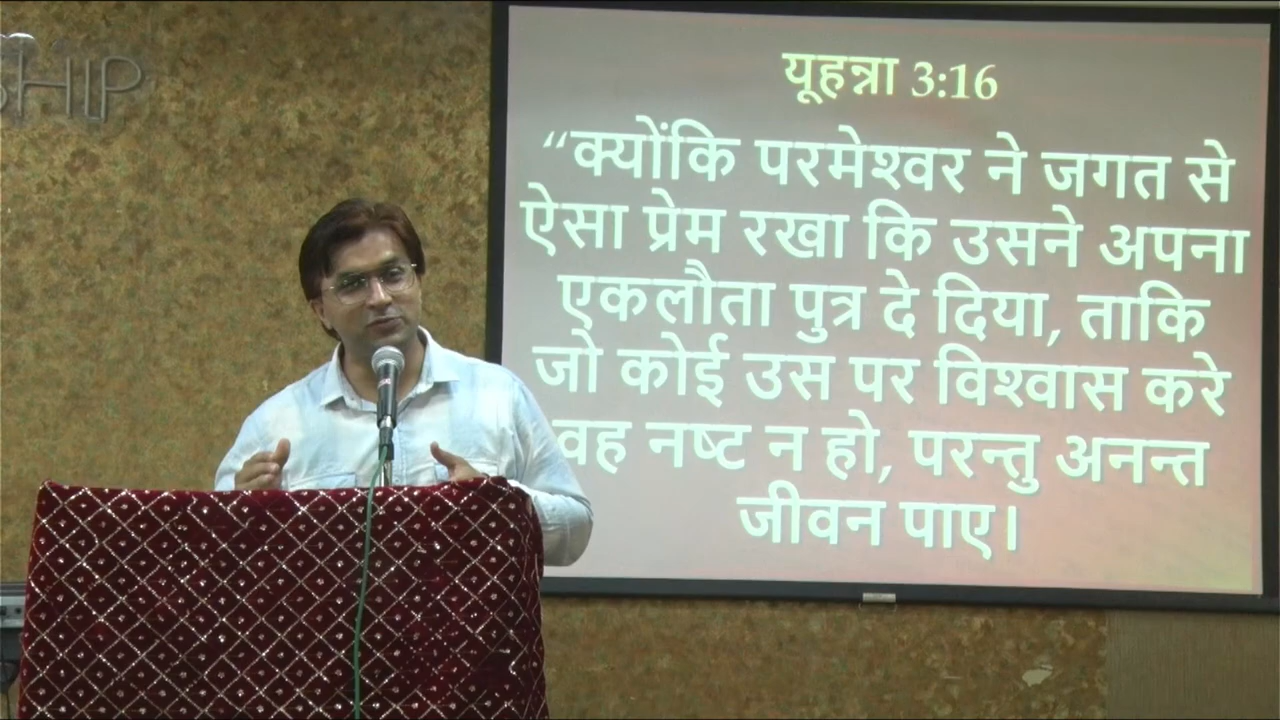 SHIP
यूहन्ना 3:16
“क्योंकि परमेश्वर ने जगत से
ऐसा प्रेम रखा कि उसने अपना
एकलौता पुत्र दे दिया, ताकि
जो कोई उस पर विश्वास करे
वह नष्ट न हो, परन्तु अनन्त
जीवन पाए।